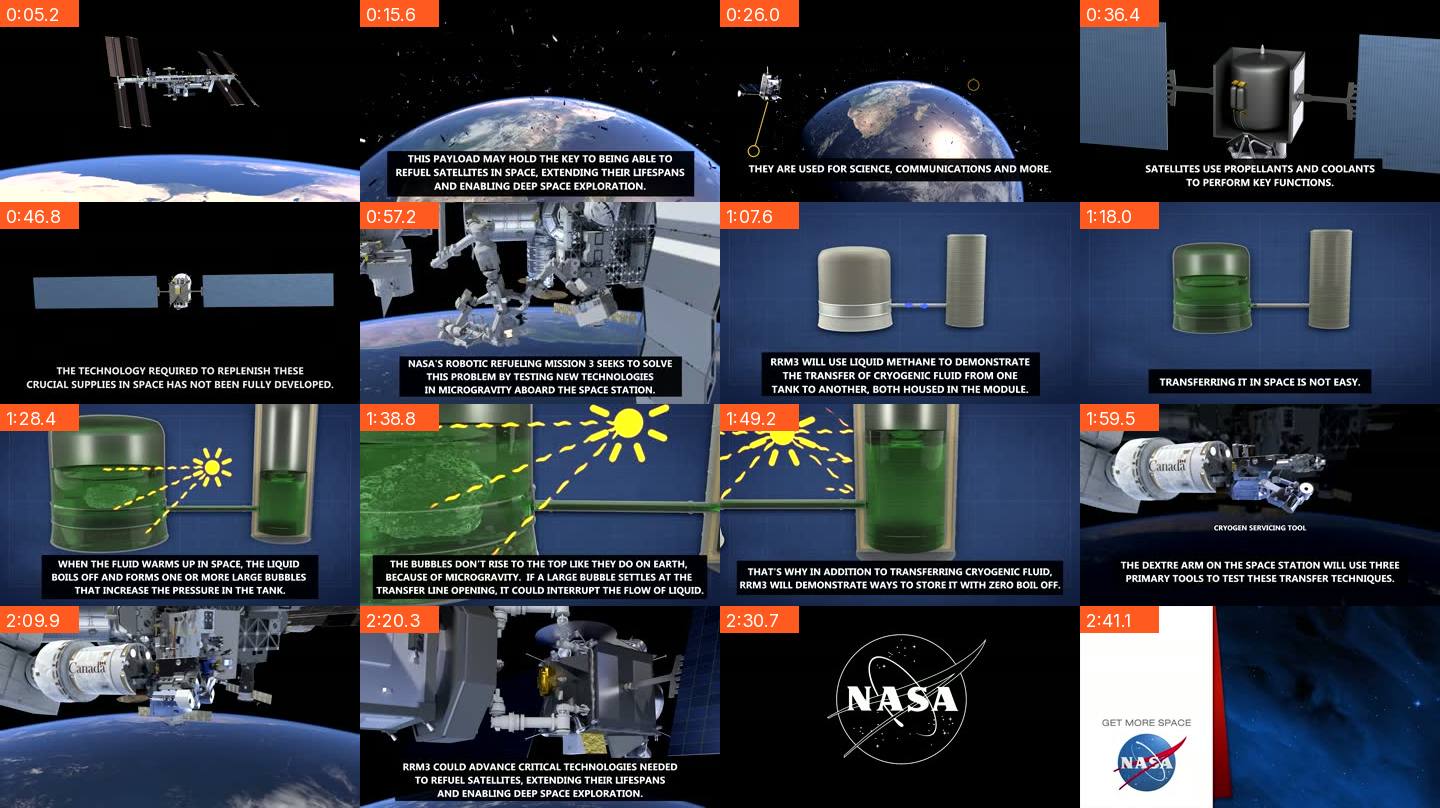 0:05.2
0:15.6
THIS PAYLOAD MAY HOLD THE KEY TO BEING ABLE TO
REFUEL SATELLITES IN SPACE, EXTENDING THEIR LIFESPANS
AND ENABLING DEEP SPACE EXPLORATION.
0:26.0
THEY ARE USED FOR SCIENCE, COMMUNICATIONS AND MORE.
0:36.4
SATELLITES USE PROPELLANTS AND COOLANTS
TO PERFORM KEY FUNCTIONS.
0:46.8
THE TECHNOLOGY REQUIRED TO REPLENISH THESE
CRUCIAL SUPPLIES IN SPACE HAS NOT BEEN FULLY DEVELOPED.
0:57.2
NASA'S ROBOTIC REFUELING MISSION 3 SEEKS TO SOLVE
THIS PROBLEM BY TESTING NEW TECHNOLOGIES
IN MICROGRAVITY ABOARD THE SPACE STATION.
1:07.6
RRM3 WILL USE LIQUID METHANE TO DEMONSTRATE
THE TRANSFER OF CRYOGENIC FLUID FROM ONE
TANK TO ANOTHER, BOTH HOUSED IN THE MODULE.
1:18.0
TRANSFERRING IT IN SPACE IS NOT EASY.
1:28.4
WHEN THE FLUID WARMS UP IN SPACE, THE LIQUID
BOILS OFF AND FORMS ONE OR MORE LARGE BUBBLES
THAT INCREASE THE PRESSURE IN THE TANK.
1:38.8
THE BUBBLES DON'T RISE TO THE TOP LIKE THEY DO ON EARTH,
BECAUSE OF MICROGRAVITY. IF A LARGE BUBBLE SETTLES AT THE
TRANSFER LINE OPENING, IT COULD INTERRUPT THE FLOW OF LIQUID.
1:49.2
THAT'S WHY IN ADDITION TO TRANSFERRING CRYOGENIC FLUID,
RRM3 WILL DEMONSTRATE WAYS TO STORE IT WITH ZERO BOIL OFF.
1:59.5
Canada
CRYOGEN SERVICING TOOL
THE DEXTRE ARM ON THE SPACE STATION WILL USE THREE
PRIMARY TOOLS TO TEST THESE TRANSFER TECHNIQUES.
2:09.9
Canada
2:20.3
RRM3 COULD ADVANCE CRITICAL TECHNOLOGIES NEEDED
TO REFUEL SATELLITES, EXTENDING THEIR LIFESPANS
AND ENABLING DEEP SPACE EXPLORATION.
2:30.7
NASA
2:41.1
GET MORE SPACE
NASA